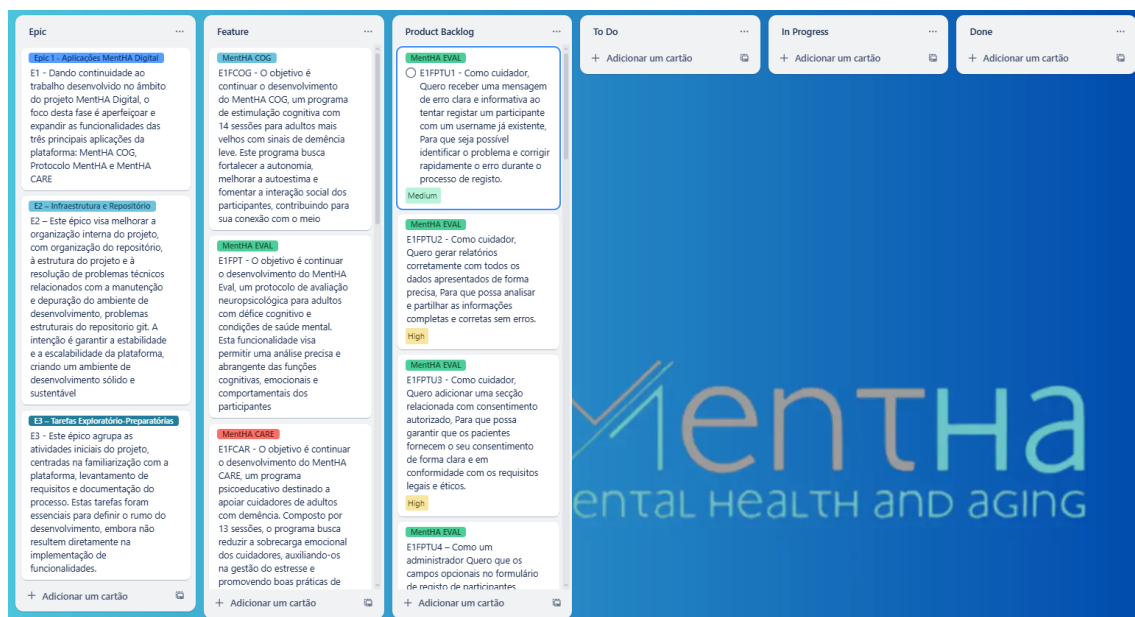 Epic
Epic 1 - Aplicações MentHA Digital
E1 - Dando continuidade ao
trabalho desenvolvido no âmbito
do projeto MentHA Digital, o
foco desta fase é aperfeiçoar e
expandir as funcionalidades das
três principais aplicações da
plataforma: MentHA COG,
Protocolo MentHA e MentHA
CARE
E2 – Infraestrutura e Repositório
E2 – Este épico visa melhorar a
organização interna do projeto,
com organização do repositório,
à estrutura do projeto e à
resolução de problemas técnicos
relacionados com a manutenção
e depuração do ambiente de
desenvolvimento, problemas
estruturais do repositorio git. A
intenção é garantir a estabilidade
e a escalabilidade da plataforma,
criando um ambiente de
desenvolvimento sólido e
sustentável
E3 – Tarefas Exploratório-Preparatórias
E3 - Este épico agrupa as
atividades iniciais do projeto,
centradas na familiarização com a
plataforma, levantamento de
requisitos e documentação do
processo. Estas tarefas foram
essenciais para definir o rumo do
desenvolvimento, embora não
resultem diretamente na
implementação de
funcionalidades.
+ Adicionar um cartão
Feature
MentHA COG
E1FCOG - O objetivo é
continuar o desenvolvimento
do MentHA COG, um programa
de estimulação cognitiva com
14 sessões para adultos mais
velhos com sinais de demência
leve. Este programa busca
fortalecer a autonomia,
melhorar a autoestima e
fomentar a interação social dos
participantes, contribuindo para
sua conexão com o meio
MentHA EVAL
E1FPT - O objetivo é continuar
o desenvolvimento do MentHA
Eval, um protocolo de avaliação
neuropsicológica para adultos
com défice cognitivo e
condições de saúde mental.
Esta funcionalidade visa
permitir uma análise precisa e
abrangente das funções
cognitivas, emocionais e
comportamentais dos
participantes
MentHA CARE
E1FCAR - O objetivo é continuar
o desenvolvimento do MentHA
CARE, um programa
psicoeducativo destinado a
apoiar cuidadores de adultos
com demência. Composto por
13 sessões, o programa busca
reduzir a sobrecarga emocional
dos cuidadores, auxiliando-os
na gestão do estresse e
promovendo boas práticas de
+ Adicionar um cartão
Product Backlog
MentHA EVAL
E1FPTU1 - Como cuidador,
Quero receber uma mensagem
de erro clara e informativa ao
tentar registar um participante
com um username já existente,
Para que seja possível
identificar o problema e corrigir
rapidamente o erro durante o
processo de registo.
Medium
MentHA EVAL
E1FPTU2 - Como cuidador,
Quero gerar relatórios
corretamente com todos os
dados apresentados de forma
precisa, Para que possa analisar
e partilhar as informações
completas e corretas sem erros.
High
MentHA EVAL
E1FPTU3 - Como cuidador,
Quero adicionar uma secção
relacionada com consentimento
autorizado, Para que possa
garantir que os pacientes
fornecem o seu consentimento
de forma clara e em
conformidade com os requisitos
legais e éticos.
High
MentHA EVAL
E1FPTU4 – Como um
administrador Quero que os
campos opcionais no formulário
de registo de participantes
+ Adicionar um cartão
To Do
+ Adicionar um cartão
In Progress
+ Adicionar um cartão
Done
+ Adicionar um cartão
MentHa
ental Health and aging